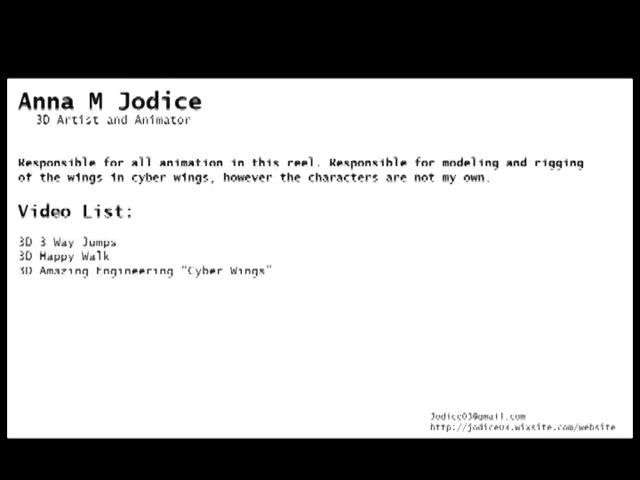 Anna M Jodice
3D Artist and Animator
Responsible for all animation in this reel. Responsible for modeling and rigging
of the wings in cyber wings, however the characters are not my own.
Video List:
3D 3 Way Jumps
3D Happy Walk
3D Amazing Engineering "Cyber Wings"
Jodice03@gmail.com
http://jodice03.wixsite.com/website